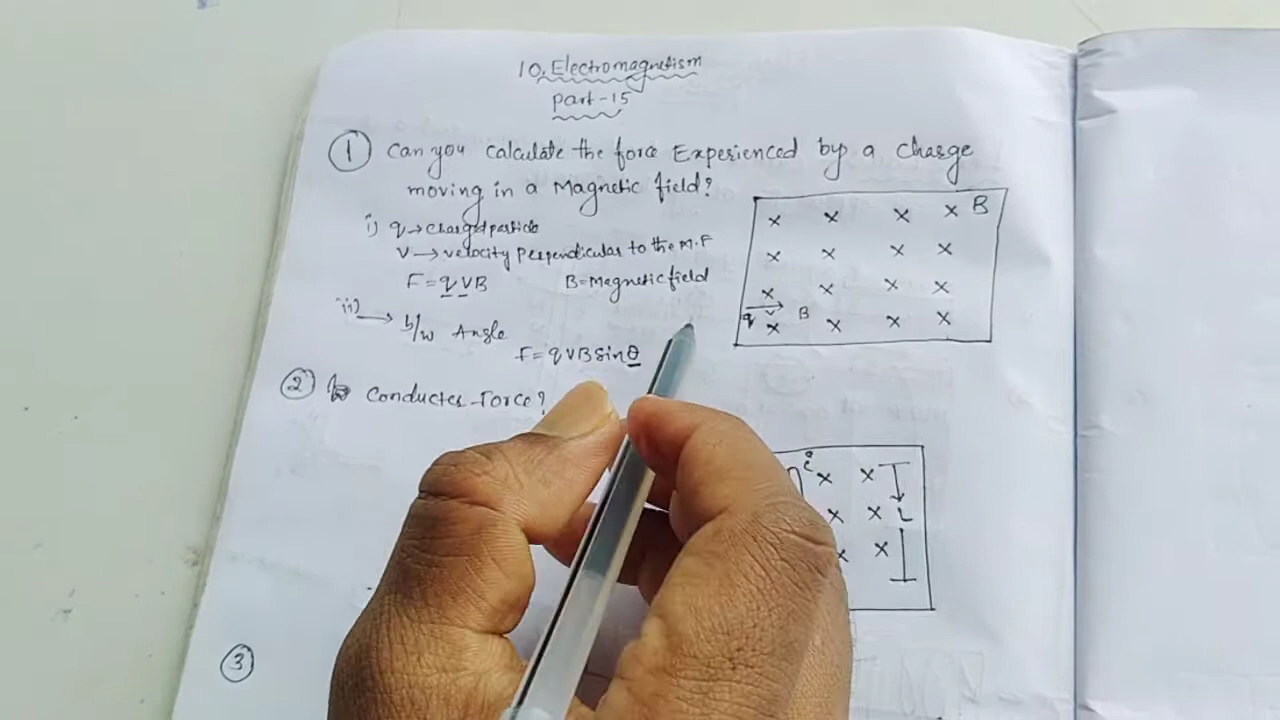 10. Electromagnetism
part-15
① Can you calculate the force Experienced by a charge
moving in a Magnetic field?
i) q→charged particle
V→velocity perpendicular to the M.F
F=qVB B=Magnetic field
ii)→ b/w Angle
F=qVBsinθ
② Conducter Force?
③
x x x x B
x x x x
x x x x
q v B
x x x x
i x x
x x L
x x